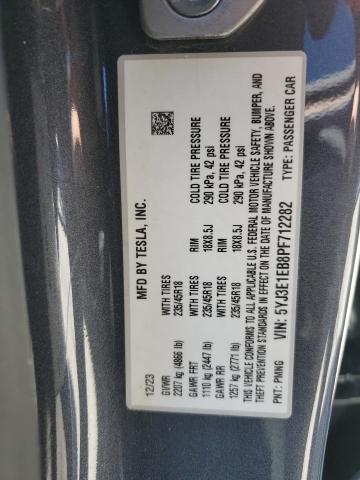 MFD BY TESLA, INC.
12/23
GVWR WITH TIRES RIM COLD TIRE PRESSURE
2207 kg (4866 lb) 235/45R18 18X8.5J 290 kPa, 42 psi
GAWR FRT WITH TIRES RIM COLD TIRE PRESSURE
1110 kg (2447 lb) 235/45R18 18X8.5J 290 kPa, 42 psi
GAWR RR
1257 kg (2771 lb) 235/45R18
THIS VEHICLE CONFORMS TO ALL APPLICABLE U.S. FEDERAL MOTOR VEHICLE SAFETY, BUMPER, AND
THEFT PREVENTION STANDARDS IN EFFECT ON THE DATE OF MANUFACTURE SHOWN ABOVE.
PNT: PMNG VIN: 5YJ3E1EB8PF712282 TYPE: PASSENGER CAR